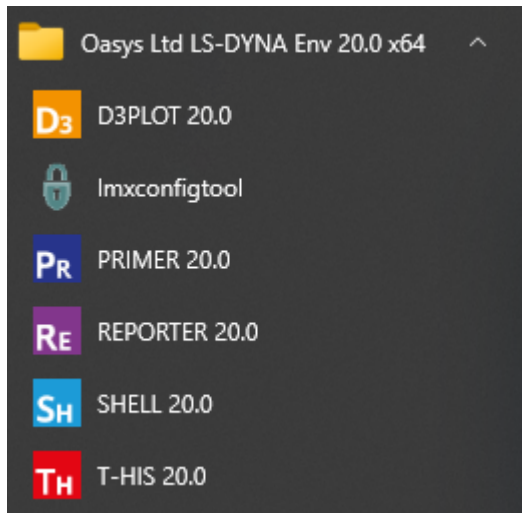 Oasys Ltd LS-DYNA Env 20.0 x64
D3 D3PLOT 20.0
lmxconfigtool
PR PRIMER 20.0
RE REPORTER 20.0
SH SHELL 20.0
TH T-HIS 20.0